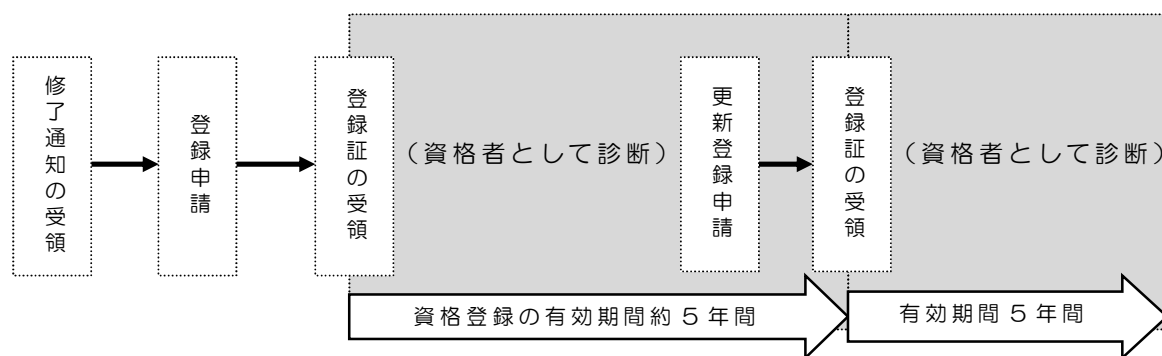 修了通知の受領
登録申請
登録証の受領
（資格者として診断）
更新登録申請
登録証の受領
（資格者として診断）
資格登録の有効期間約５年間
有効期間５年間